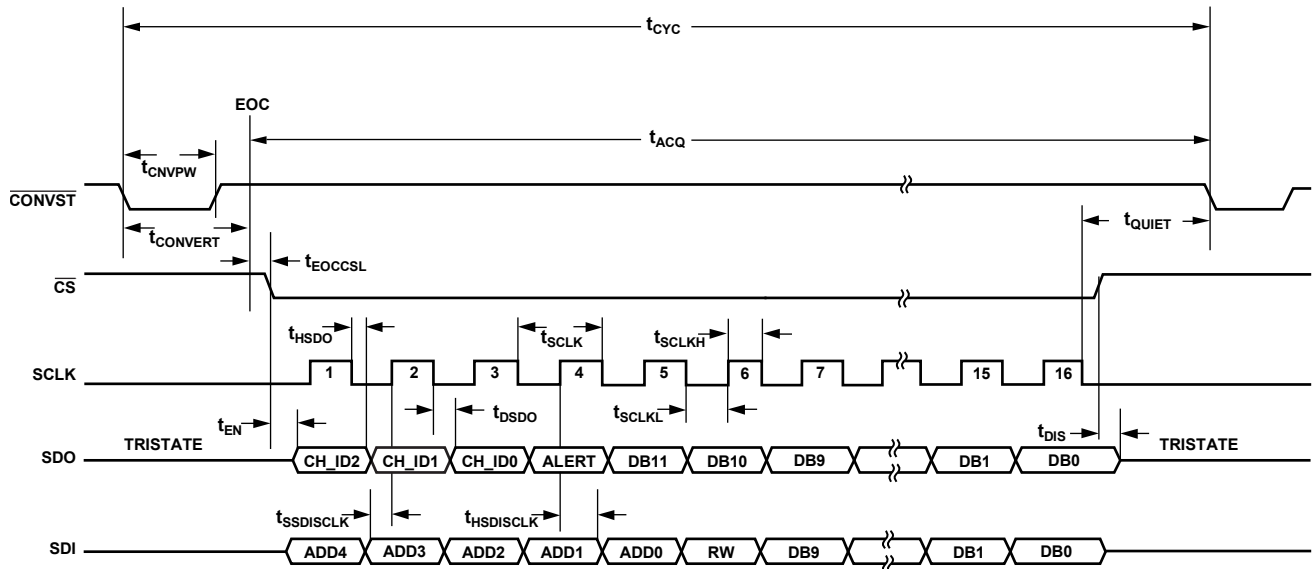 tCYC
EOC
tACQ
tCNVPW
CONVST
tCONVERT
tQUIET
tEOCCSL
CS
tHSDO
tSCLK
tSCLKH
SCLK 1 2 3 4 5 6 7 15 16
tEN
tDSDO
tSCLKL
tDIS
TRISTATE
TRISTATE
SDO CH_ID2 CH_ID1 CH_ID0 ALERT DB11 DB10 DB9 DB1 DB0
tSSDISCLK
tHSDISCLK
SDI ADD4 ADD3 ADD2 ADD1 ADD0 RW DB9 DB1 DB0